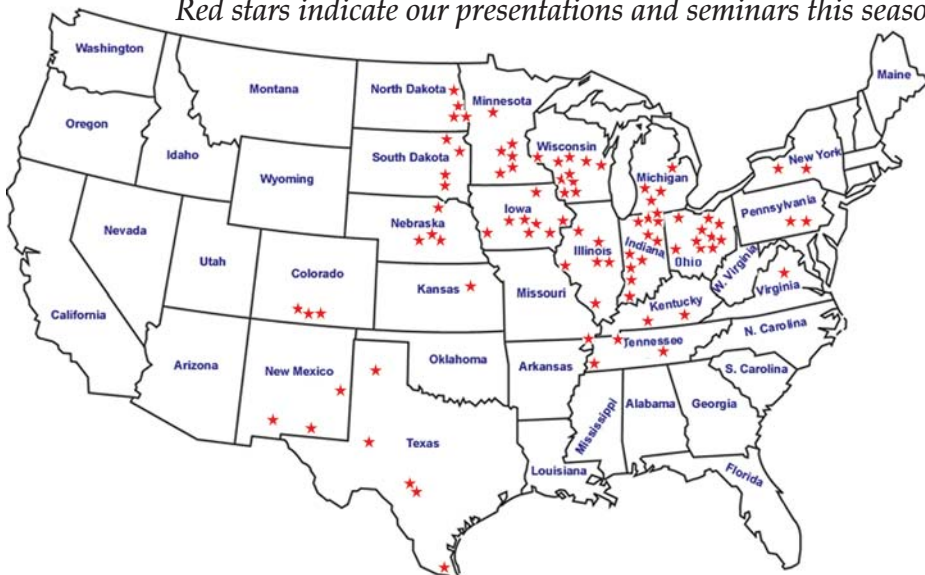 Red stars indicate our presentations and seminars this seaso
Washington
Montana
North Dakota
Minnesota
Maine
Oregon
Idaho
South Dakota
Wisconsin
New York
Wyoming
Michigan
Nebraska
Iowa
Pennsylvania
Nevada
Utah
Colorado
Illinois
Indiana
Ohio
W. Virginia
Virginia
California
Kansas
Missouri
Kentucky
N. Carolina
Tennessee
Arizona
New Mexico
Oklahoma
Arkansas
S. Carolina
Mississippi
Alabama
Georgia
Texas
Louisiana
Florida